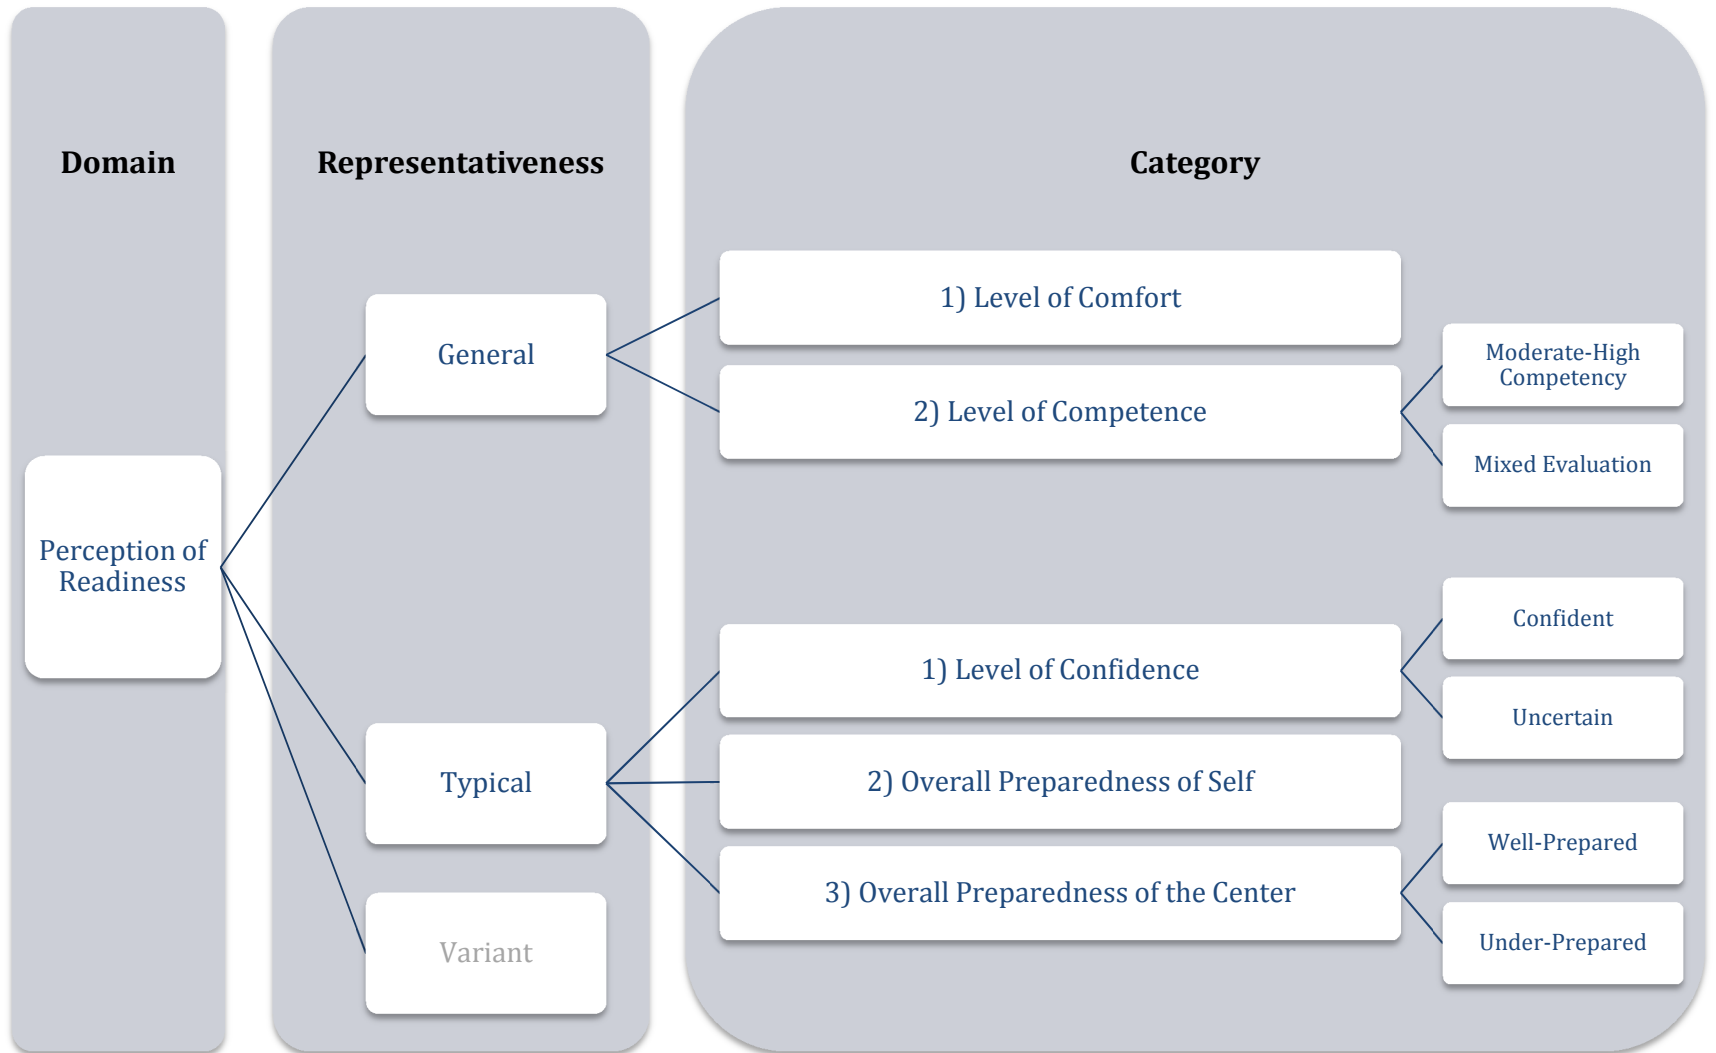 Domain
Representativeness
Category
Perception of
Readiness
General
1) Level of Comfort
2) Level of Competence
Moderate-High
Competency
Mixed Evaluation
Typical
1) Level of Confidence
Confident
Uncertain
2) Overall Preparedness of Self
3) Overall Preparedness of the Center
Well-Prepared
Under-Prepared
Variant